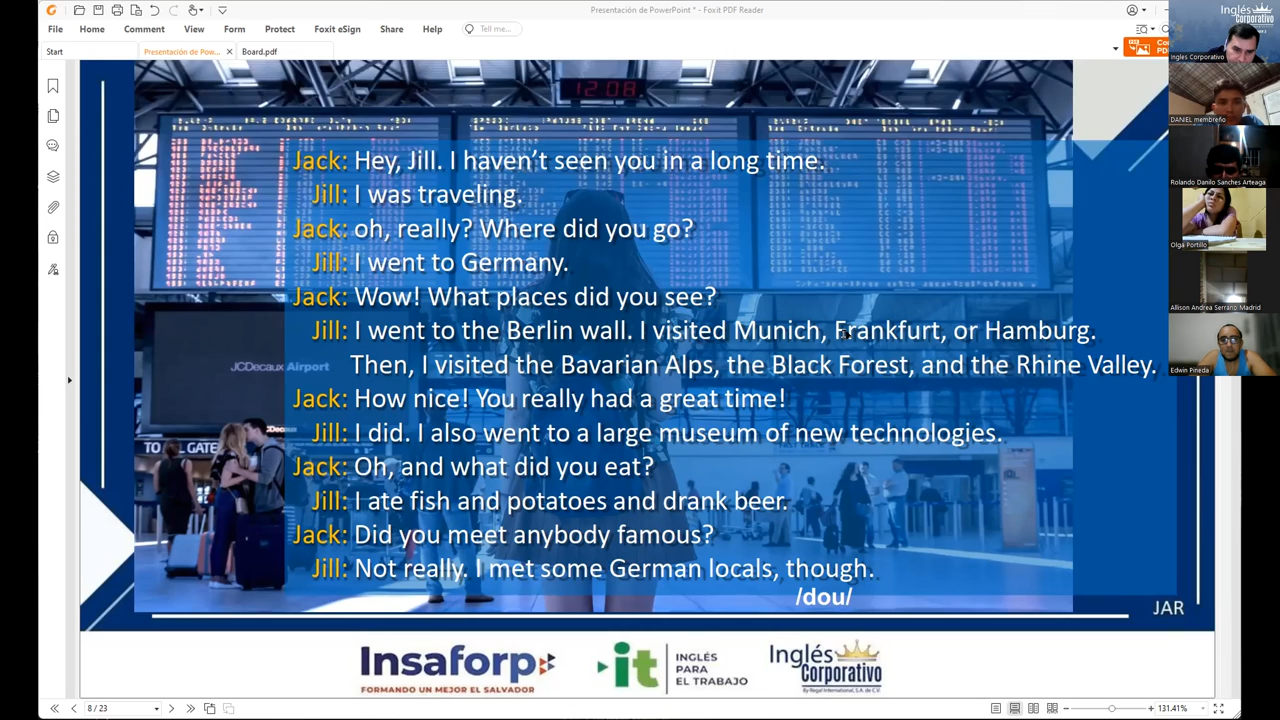 Presentación de PowerPoint * - Foxit PDF Reader
File Home Comment View Form Protect Foxit eSign Share Help Tell me...
Start Presentación de Pow... Board.pdf
Inglés
Corporativo
Ingles Corporativo
DANIEL membreño
Rolando Danilo Sanches Arteaga
Olga Portillo
Allison Andrea Serrano Madrid
Edwin Pineda
12 08
Jack: Hey, Jill. I haven't seen you in a long time.
Jill: I was traveling.
Jack: oh, really? Where did you go?
Jill: I went to Germany.
Jack: Wow! What places did you see?
Jill: I went to the Berlin wall. I visited Munich, Frankfurt, or Hamburg.
Then, I visited the Bavarian Alps, the Black Forest, and the Rhine Valley.
JCDecaux Airport
Jack: How nice! You really had a great time!
Jill: I did. I also went to a large museum of new technologies.
Jack: Oh, and what did you eat?
Jill: I ate fish and potatoes and drank beer.
Jack: Did you meet anybody famous?
Jill: Not really. I met some German locals, though.
/dou/
JAR
Insaforp
FORMANDO UN MEJOR EL SALVADOR
it INGLÉS
PARA
EL TRABAJO
Inglés
Corporativo
By Regal International, S.A. de C.V.
8 / 23
131.41%